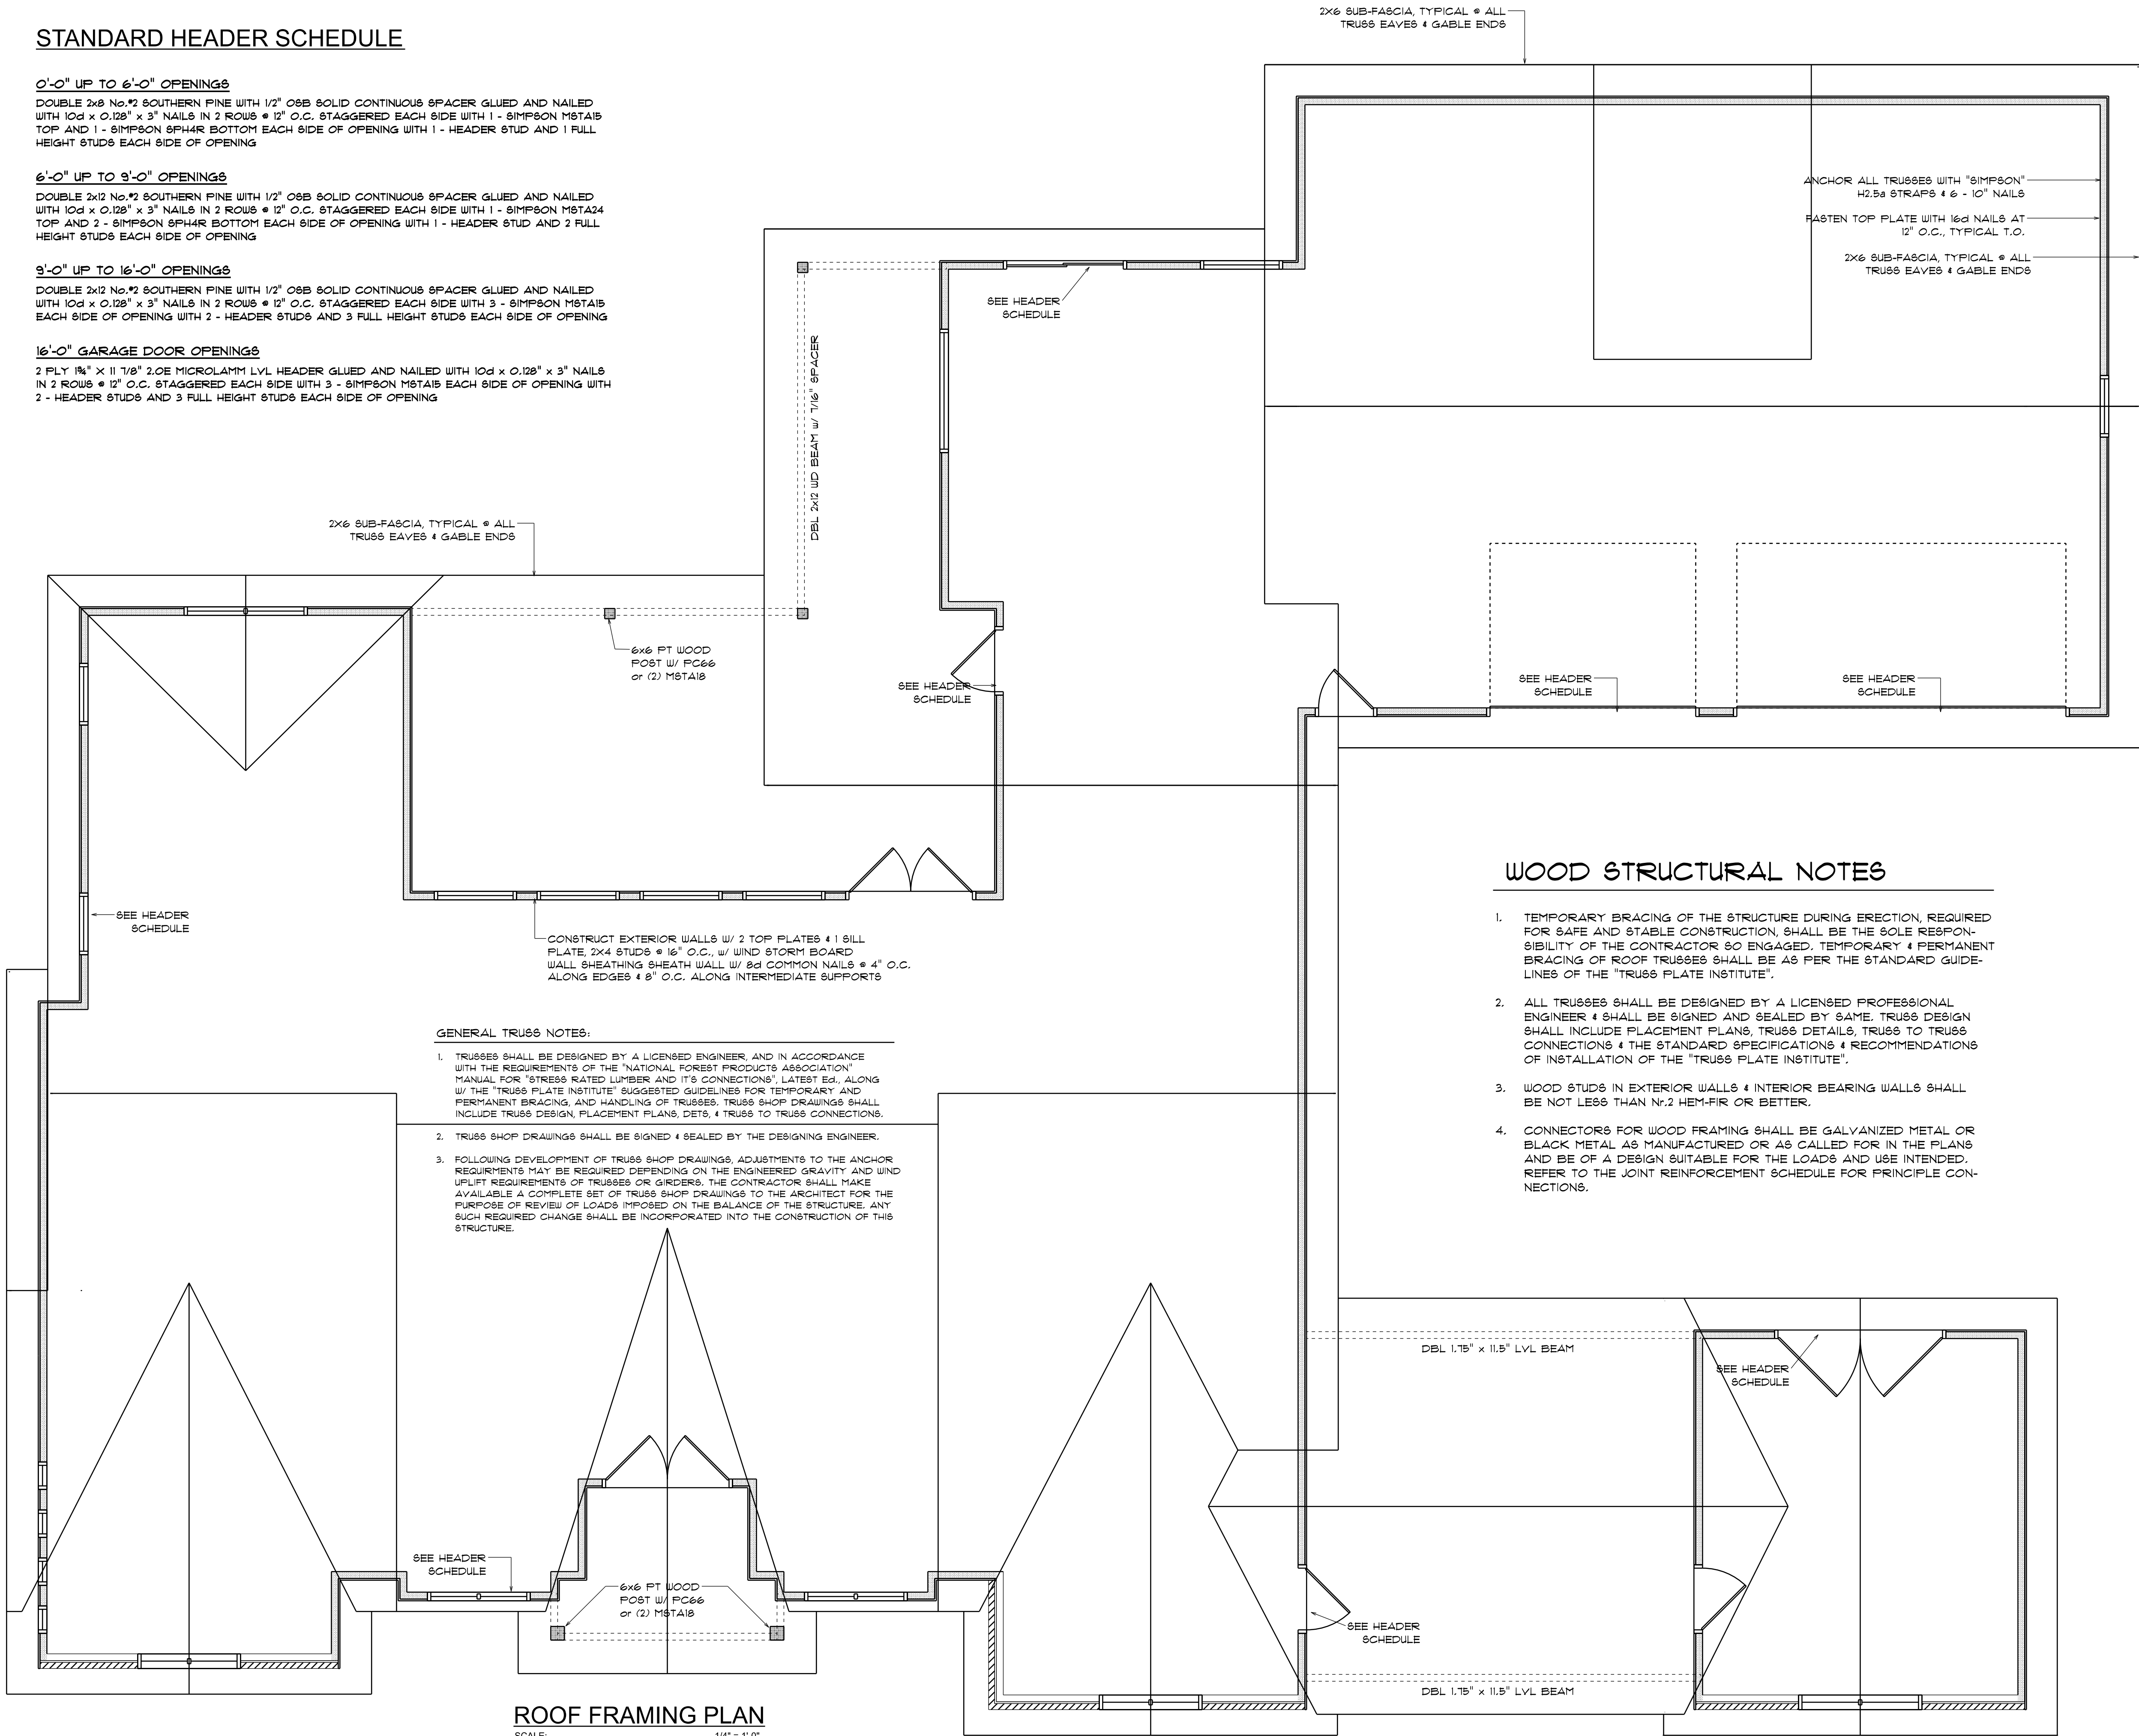 STANDARD HEADER SCHEDULE
0'-0" UP TO 6'-0" OPENINGS
DOUBLE 2x8 No.#2 SOUTHERN PINE WITH 1/2" OSB SOLID CONTINUOUS SPACER GLUED AND NAILED
WITH 10d x 0.128" x 3" NAILS IN 2 ROWS @ 12" O.C. STAGGERED EACH SIDE WITH 1 - SIMPSON MSTA15
TOP AND 1 - SIMPSON SPH4R BOTTOM EACH SIDE OF OPENING WITH 1 - HEADER STUD AND 1 FULL
HEIGHT STUDS EACH SIDE OF OPENING
6'-0" UP TO 9'-0" OPENINGS
DOUBLE 2x12 No.#2 SOUTHERN PINE WITH 1/2" OSB SOLID CONTINUOUS SPACER GLUED AND NAILED
WITH 10d x 0.128" x 3" NAILS IN 2 ROWS @ 12" O.C. STAGGERED EACH SIDE WITH 1 - SIMPSON MSTA24
TOP AND 2 - SIMPSON SPH4R BOTTOM EACH SIDE OF OPENING WITH 1 - HEADER STUD AND 2 FULL
HEIGHT STUDS EACH SIDE OF OPENING
9'-0" UP TO 16'-0" OPENINGS
DOUBLE 2x12 No.#2 SOUTHERN PINE WITH 1/2" OSB SOLID CONTINUOUS SPACER GLUED AND NAILED
WITH 10d x 0.128" x 3" NAILS IN 2 ROWS @ 12" O.C. STAGGERED EACH SIDE WITH 3 - SIMPSON MSTA15
EACH SIDE OF OPENING WITH 2 - HEADER STUDS AND 3 FULL HEIGHT STUDS EACH SIDE OF OPENING
16'-0" GARAGE DOOR OPENINGS
2 PLY 1¾" X 11 7/8" 2.0E MICROLAMM LVL HEADER GLUED AND NAILED WITH 10d x 0.128" x 3" NAILS
IN 2 ROWS @ 12" O.C. STAGGERED EACH SIDE WITH 3 - SIMPSON MSTA15 EACH SIDE OF OPENING WITH
2 - HEADER STUDS AND 3 FULL HEIGHT STUDS EACH SIDE OF OPENING
2X6 SUB-FASCIA, TYPICAL @ ALL
TRUSS EAVES & GABLE ENDS
ANCHOR ALL TRUSSES WITH "SIMPSON"
H2.5a STRAPS & 6 - 10" NAILS
FASTEN TOP PLATE WITH 16d NAILS AT
12" O.C., TYPICAL T.O.
2X6 SUB-FASCIA, TYPICAL @ ALL
TRUSS EAVES & GABLE ENDS
SEE HEADER
SCHEDULE
DBL 2x12 WD BEAM w/ 7/16" SPACER
2X6 SUB-FASCIA, TYPICAL @ ALL
TRUSS EAVES & GABLE ENDS
6x6 PT WOOD
POST W/ PC66
or (2) MSTA18
SEE HEADER
SCHEDULE
SEE HEADER
SCHEDULE
SEE HEADER
SCHEDULE
SEE HEADER
SCHEDULE
CONSTRUCT EXTERIOR WALLS W/ 2 TOP PLATES & 1 SILL
PLATE, 2X4 STUDS @ 16" O.C., w/ WIND STORM BOARD
WALL SHEATHING SHEATH WALL W/ 8d COMMON NAILS @ 4" O.C.
ALONG EDGES & 8" O.C. ALONG INTERMEDIATE SUPPORTS
GENERAL TRUSS NOTES:
1. TRUSSES SHALL BE DESIGNED BY A LICENSED ENGINEER, AND IN ACCORDANCE
WITH THE REQUIREMENTS OF THE "NATIONAL FOREST PRODUCTS ASSOCIATION"
MANUAL FOR "STRESS RATED LUMBER AND IT'S CONNECTIONS", LATEST Ed., ALONG
W/ THE "TRUSS PLATE INSTITUTE" SUGGESTED GUIDELINES FOR TEMPORARY AND
PERMANENT BRACING, AND HANDLING OF TRUSSES. TRUSS SHOP DRAWINGS SHALL
INCLUDE TRUSS DESIGN, PLACEMENT PLANS, DETS, & TRUSS TO TRUSS CONNECTIONS.
2. TRUSS SHOP DRAWINGS SHALL BE SIGNED & SEALED BY THE DESIGNING ENGINEER.
3. FOLLOWING DEVELOPMENT OF TRUSS SHOP DRAWINGS, ADJUSTMENTS TO THE ANCHOR
REQUIRMENTS MAY BE REQUIRED DEPENDING ON THE ENGINEERED GRAVITY AND WIND
UPLIFT REQUIREMENTS OF TRUSSES OR GIRDERS. THE CONTRACTOR SHALL MAKE
AVAILABLE A COMPLETE SET OF TRUSS SHOP DRAWINGS TO THE ARCHITECT FOR THE
PURPOSE OF REVIEW OF LOADS IMPOSED ON THE BALANCE OF THE STRUCTURE. ANY
SUCH REQUIRED CHANGE SHALL BE INCORPORATED INTO THE CONSTRUCTION OF THIS
STRUCTURE.
WOOD STRUCTURAL NOTES
1. TEMPORARY BRACING OF THE STRUCTURE DURING ERECTION, REQUIRED
FOR SAFE AND STABLE CONSTRUCTION, SHALL BE THE SOLE RESPON-
SIBILITY OF THE CONTRACTOR SO ENGAGED. TEMPORARY & PERMANENT
BRACING OF ROOF TRUSSES SHALL BE AS PER THE STANDARD GUIDE-
LINES OF THE "TRUSS PLATE INSTITUTE".
2. ALL TRUSSES SHALL BE DESIGNED BY A LICENSED PROFESSIONAL
ENGINEER & SHALL BE SIGNED AND SEALED BY SAME. TRUSS DESIGN
SHALL INCLUDE PLACEMENT PLANS, TRUSS DETAILS, TRUSS TO TRUSS
CONNECTIONS & THE STANDARD SPECIFICATIONS & RECOMMENDATIONS
OF INSTALLATION OF THE "TRUSS PLATE INSTITUTE".
3. WOOD STUDS IN EXTERIOR WALLS & INTERIOR BEARING WALLS SHALL
BE NOT LESS THAN Nr.2 HEM-FIR OR BETTER.
4. CONNECTORS FOR WOOD FRAMING SHALL BE GALVANIZED METAL OR
BLACK METAL AS MANUFACTURED OR AS CALLED FOR IN THE PLANS
AND BE OF A DESIGN SUITABLE FOR THE LOADS AND USE INTENDED.
REFER TO THE JOINT REINFORCEMENT SCHEDULE FOR PRINCIPLE CON-
NECTIONS.
DBL 1.75" x 11.5" LVL BEAM
SEE HEADER
SCHEDULE
SEE HEADER
SCHEDULE
6x6 PT WOOD
POST W/ PC66
or (2) MSTA18
SEE HEADER
SCHEDULE
DBL 1.75" x 11.5" LVL BEAM
ROOF FRAMING PLAN
SCALE: 1/4" = 1'-0"